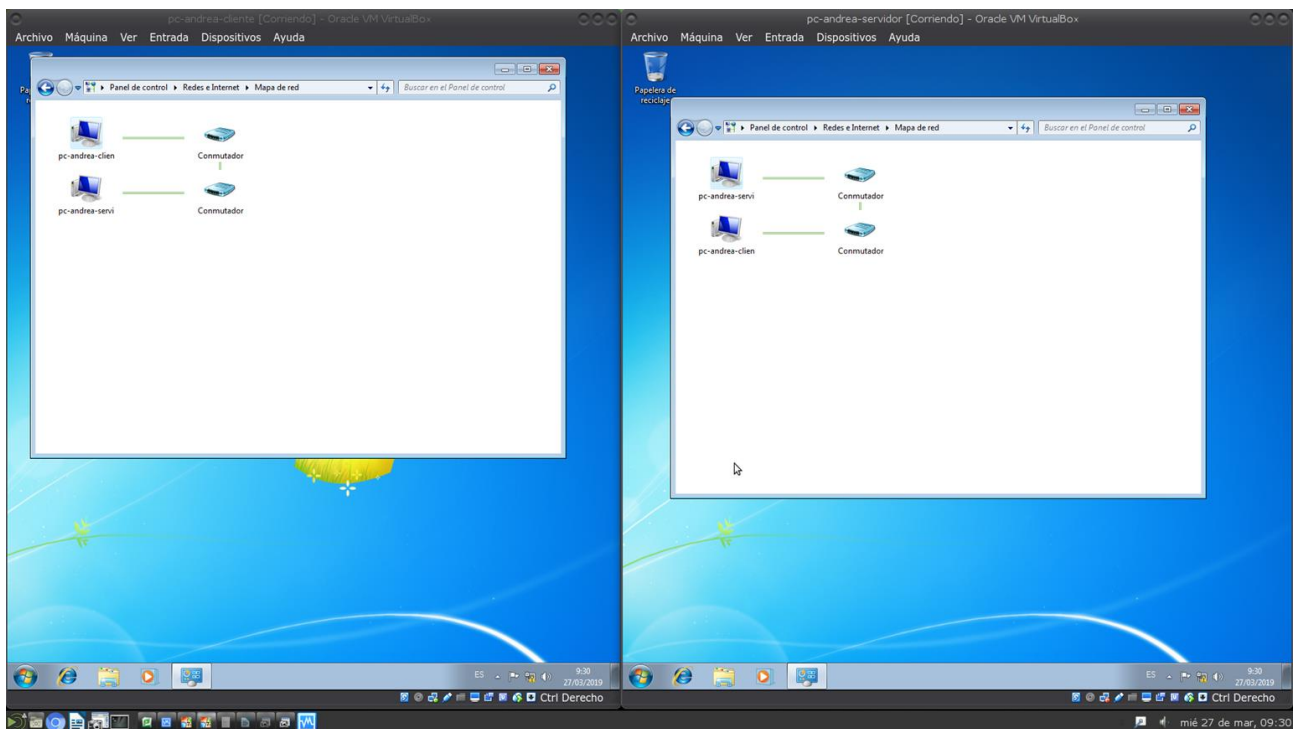 pc-andrea-cliente [Corriendo] - Oracle VM VirtualBox
Archivo Máquina Ver Entrada Dispositivos Ayuda
Panel de control Redes e Internet Mapa de red
Buscar en el Panel de control
pc-andrea-clien
Conmutador
pc-andrea-servi
Conmutador
ES
9:30
27/03/2019
Ctrl Derecho
pc-andrea-servidor [Corriendo] - Oracle VM VirtualBox
Archivo Máquina Ver Entrada Dispositivos Ayuda
Papelera de
reciclaje
Panel de control Redes e Internet Mapa de red
Buscar en el Panel de control
pc-andrea-servi
Conmutador
pc-andrea-clien
Conmutador
ES
9:30
27/03/2019
Ctrl Derecho
mié 27 de mar, 09:30